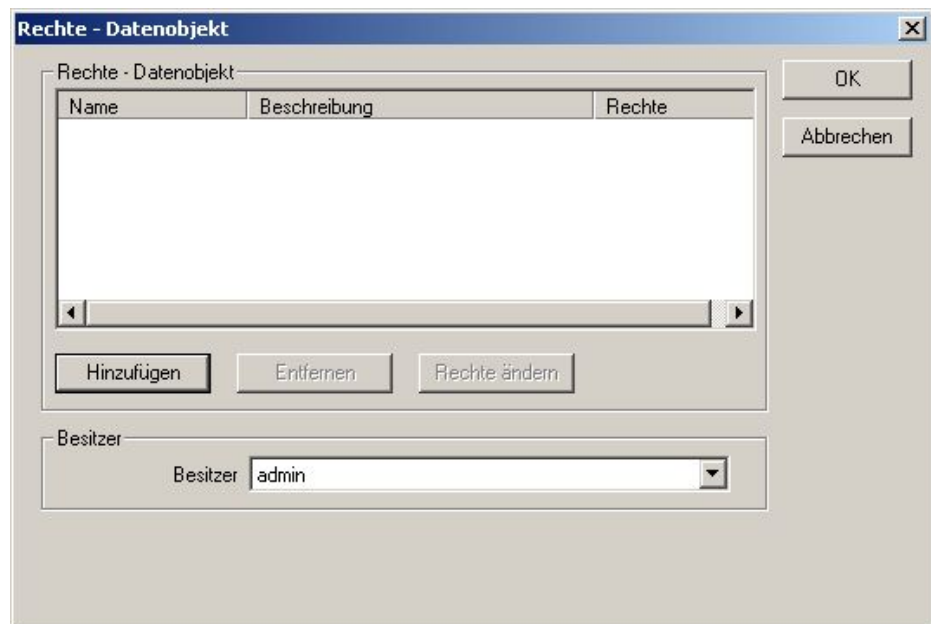 Rechte - Datenobjekt
Rechte - Datenobjekt
Name Beschreibung Rechte
OK
Abbrechen
Hinzufügen Entfernen Rechte ändern
Besitzer
Besitzer admin